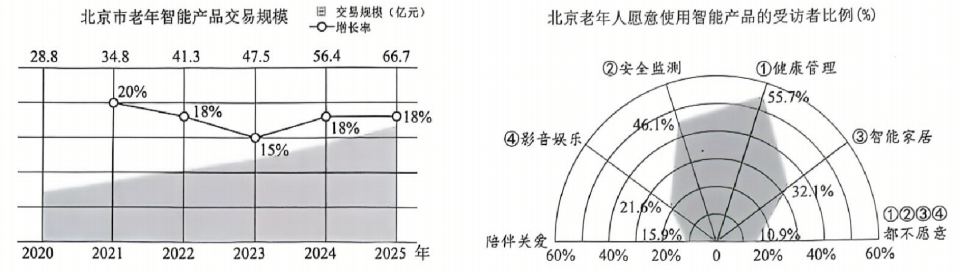 北京市老年智能产品交易规模
交易规模（亿元）
增长率
28.8 34.8 41.3 47.5 56.4 66.7
20% 18% 15% 18% 18%
2020 2021 2022 2023 2024 2025 年
北京老年人愿意使用智能产品的受访者比例(%)
②安全监测 ①健康管理
55.7%
46.1%
④影音娱乐 ③智能家居
32.1%
21.6%
①②③④
陪伴关爱 15.9% 10.9% 都不愿意
60% 40% 20% 0 20% 40% 60%